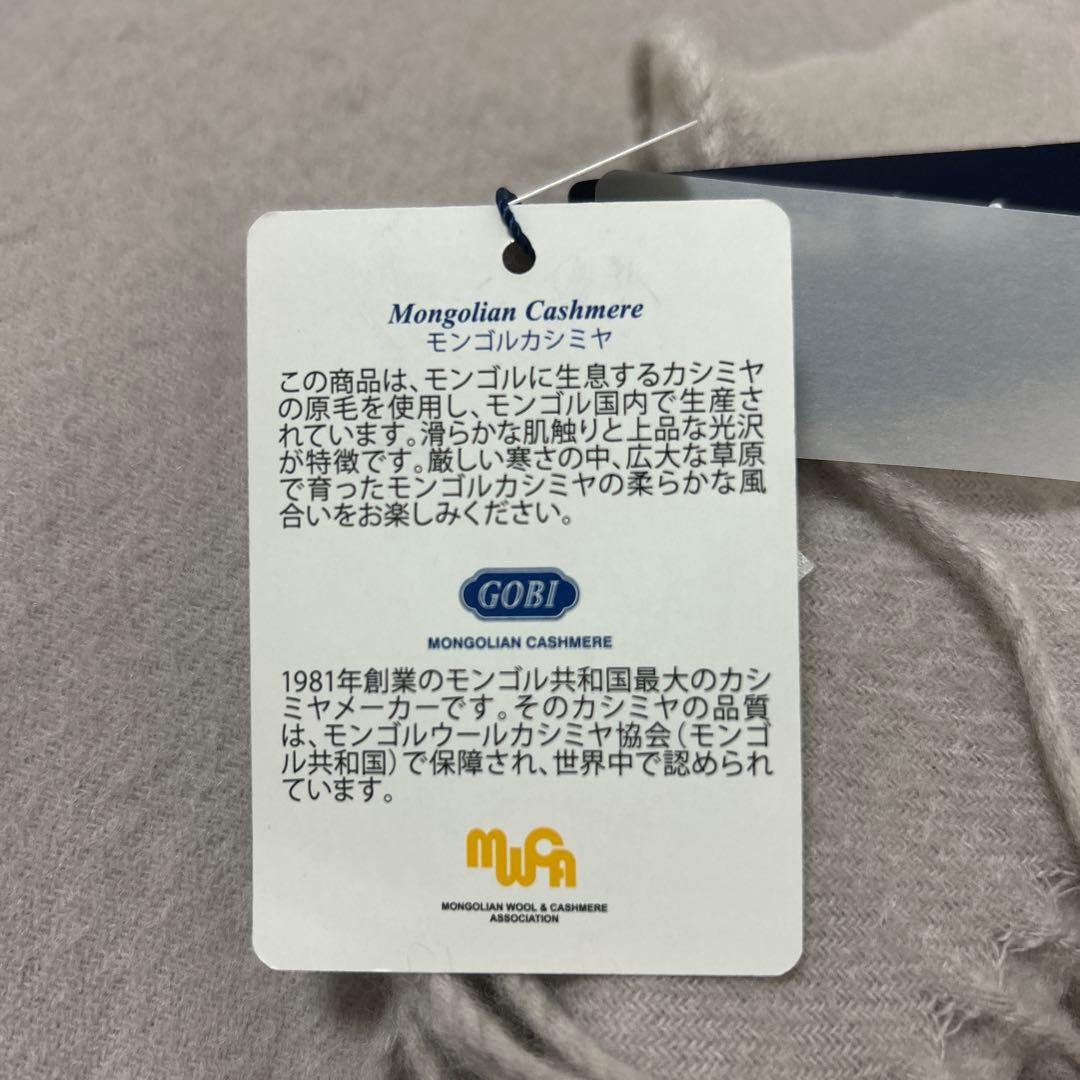 Mongolian Cashmere
モンゴルカシミヤ
この商品は、モンゴルに生息するカシミヤ
の原毛を使用し、モンゴル国内で生産さ
れています。滑らかな肌触りと上品な光沢
が特徴です。厳しい寒さの中、広大な草原
で育ったモンゴルカシミヤの柔らかな風
合いをお楽しみください。
GOBI
MONGOLIAN CASHMERE
1981年創業のモンゴル共和国最大のカシ
ミヤメーカーです。そのカシミヤの品質
は、モンゴルウールカシミヤ協会（モンゴ
ル共和国）で保障され、世界中で認められ
ています。
MWCA
MONGOLIAN WOOL & CASHMERE
ASSOCIATION